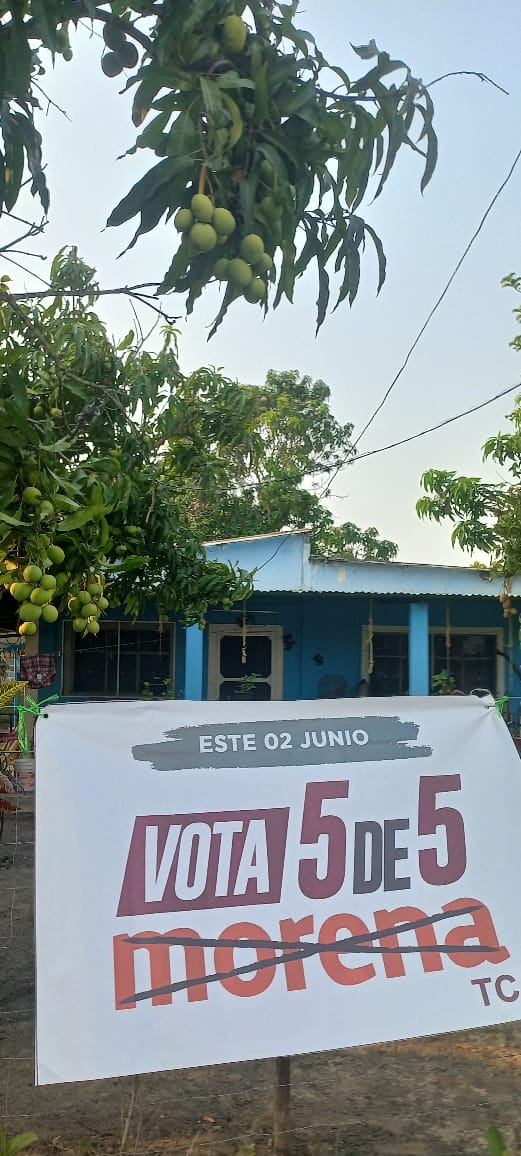 ESTE 02 JUNIO
VOTA 5 DE 5
morena
TC